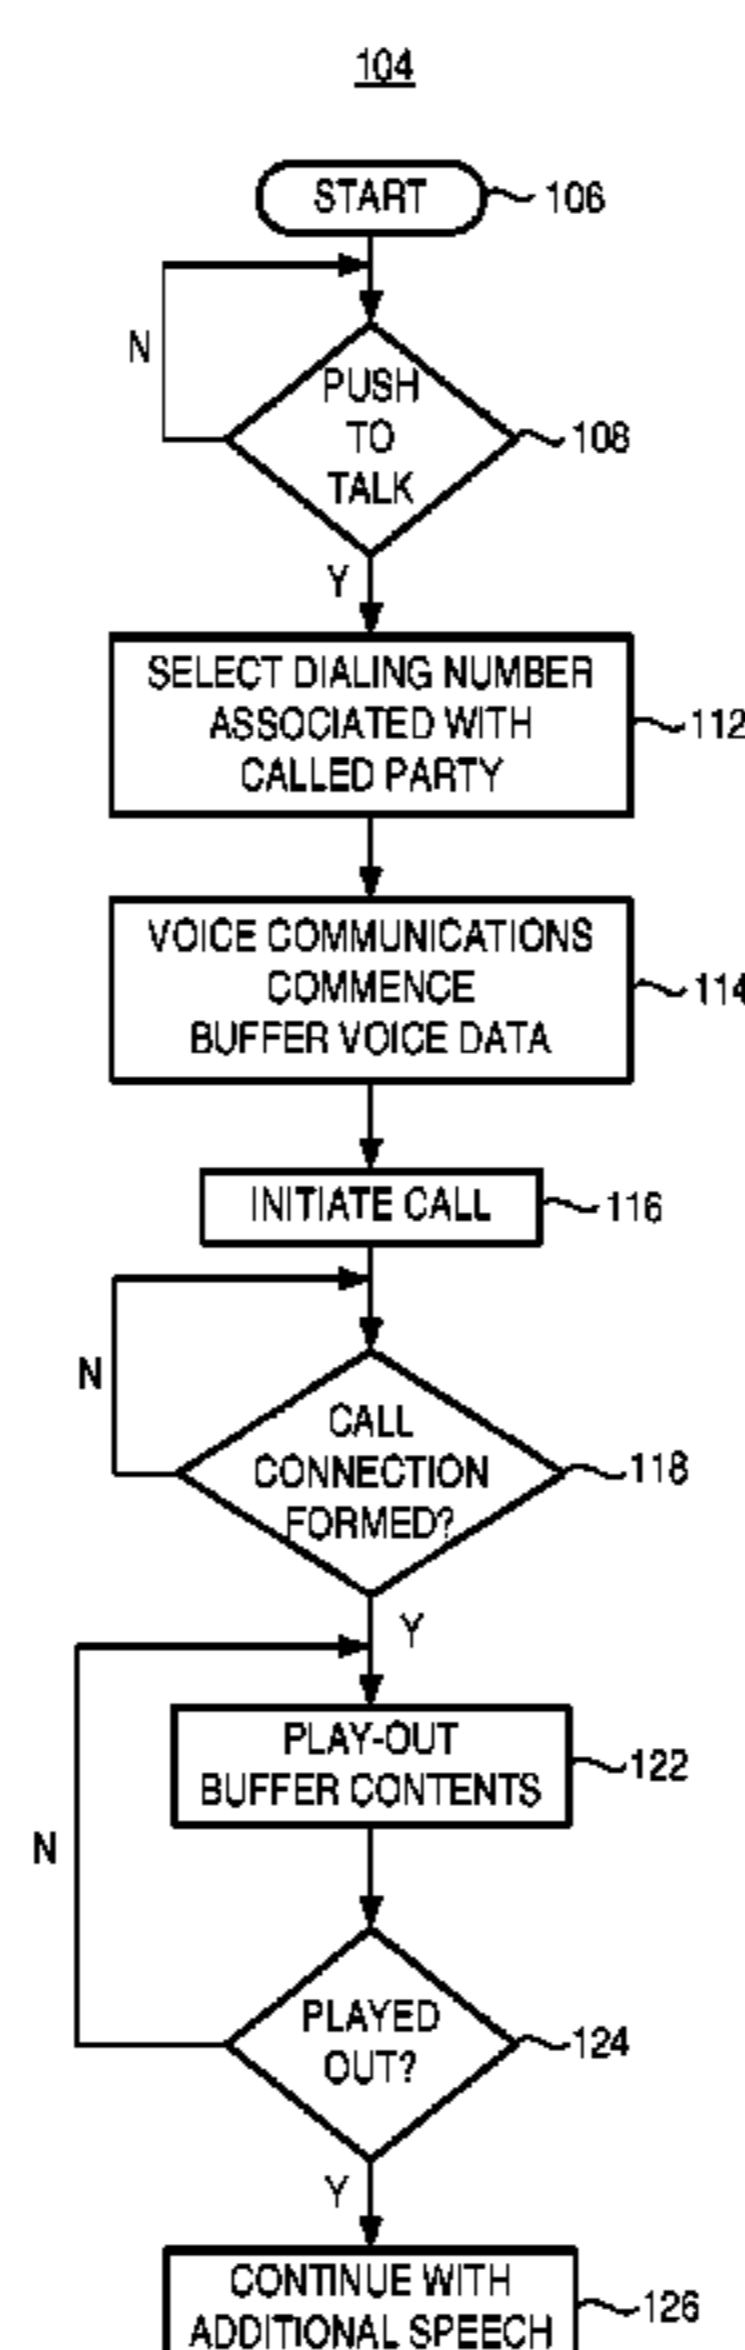 104
START
106
N
PUSH
TO
TALK
108
Y
SELECT DIALING NUMBER
ASSOCIATED WITH
CALLED PARTY
112
VOICE COMMUNICATIONS
COMMENCE
BUFFER VOICE DATA
114
INITIATE CALL
116
N
CALL
CONNECTION
FORMED?
118
Y
PLAY-OUT
BUFFER CONTENTS
122
N
PLAYED
OUT?
124
Y
CONTINUE WITH
ADDITIONAL SPEECH
126